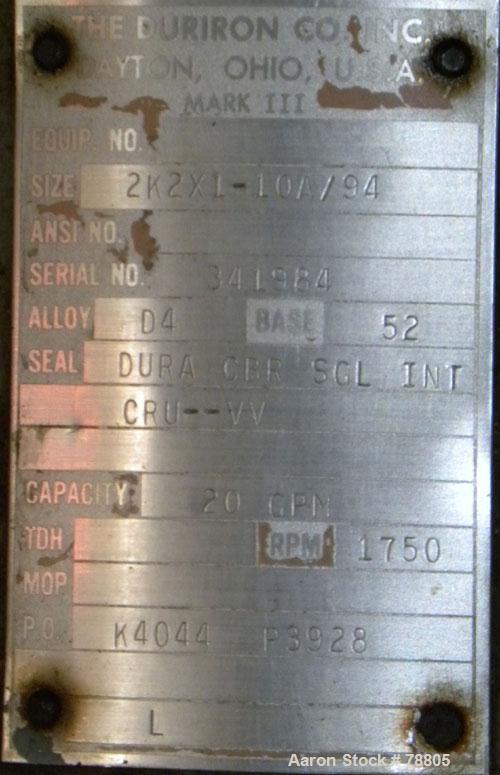 THE DURIRON CO. INC.
DAYTON, OHIO, U.S.A.
MARK III
EQUIP. NO.
SIZE 2K2X1-10A/94
ANSI NO.
SERIAL NO. 341984
ALLOY D4 BASE 52
SEAL DURA CBR SGL INT
CRU--VV
CAPACITY 20 GPM
TDH RPM 1750
MOP
P.O. K4044 P3928
L
Aaron Stock # 78805